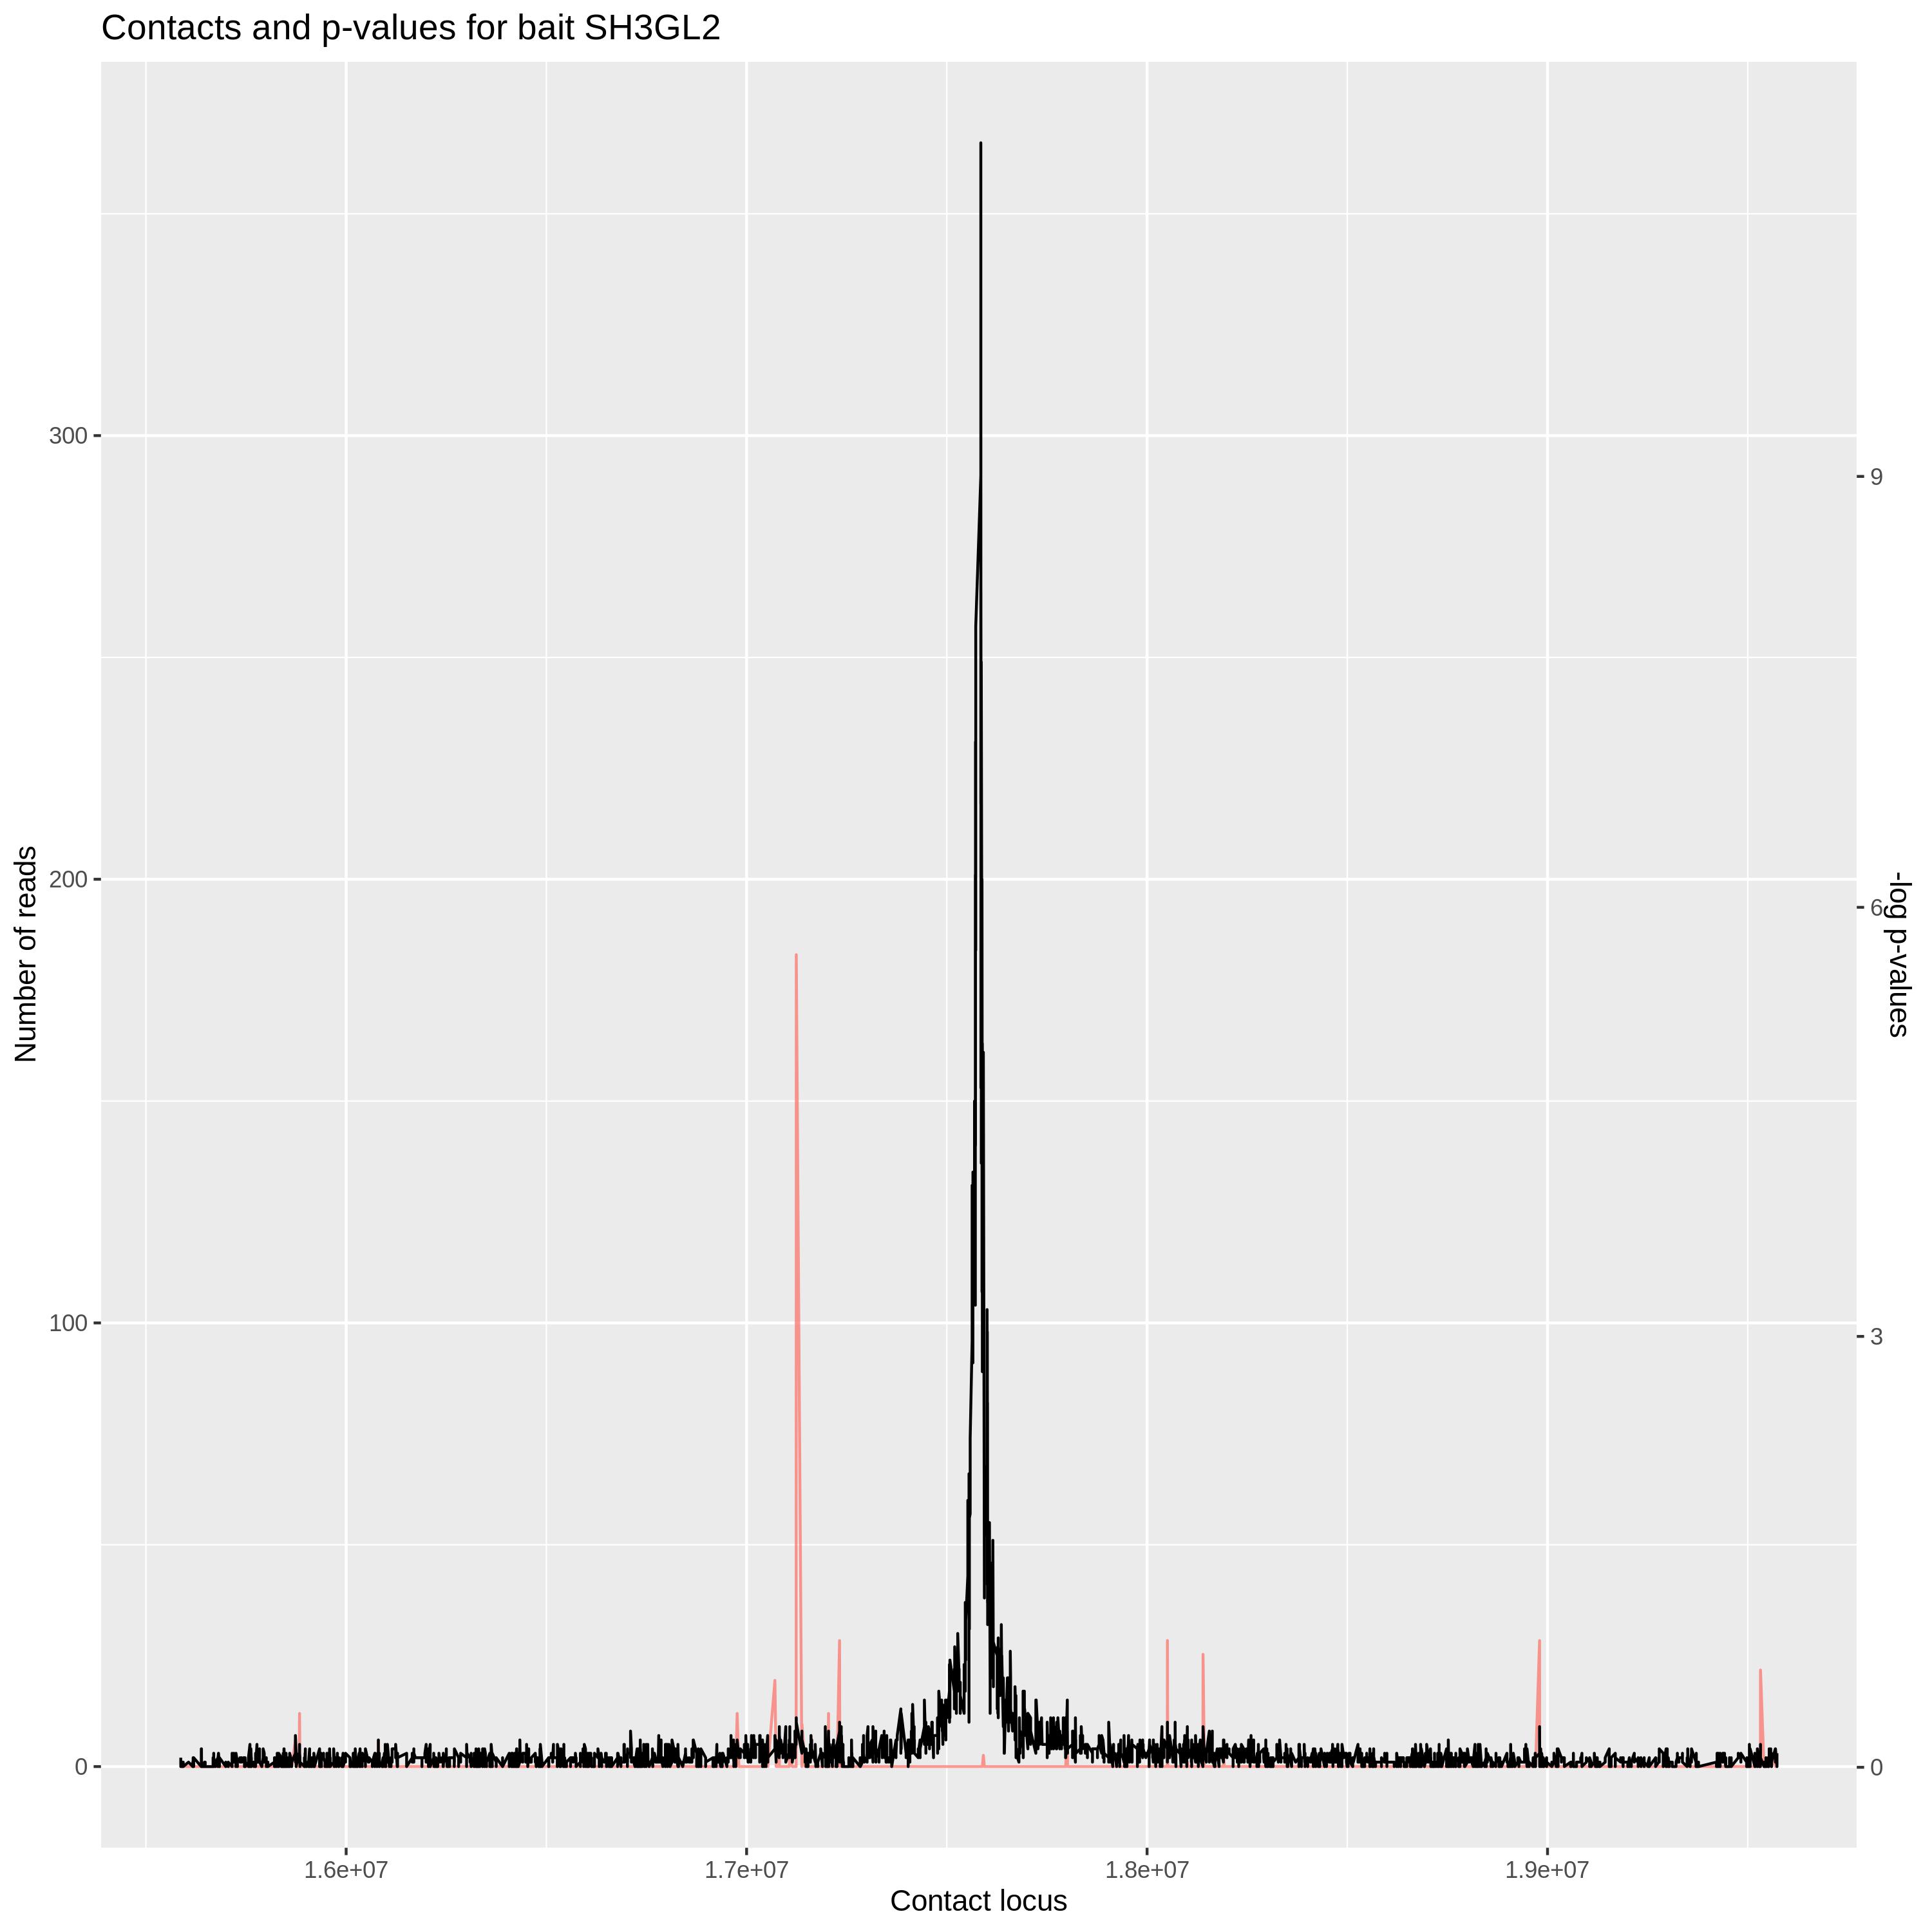 Contacts and p-values for bait SH3GL2
300
200
100
0
Number of reads
9
6
3
0
-log p-values
1.6e+07
1.7e+07
1.8e+07
1.9e+07
Contact locus